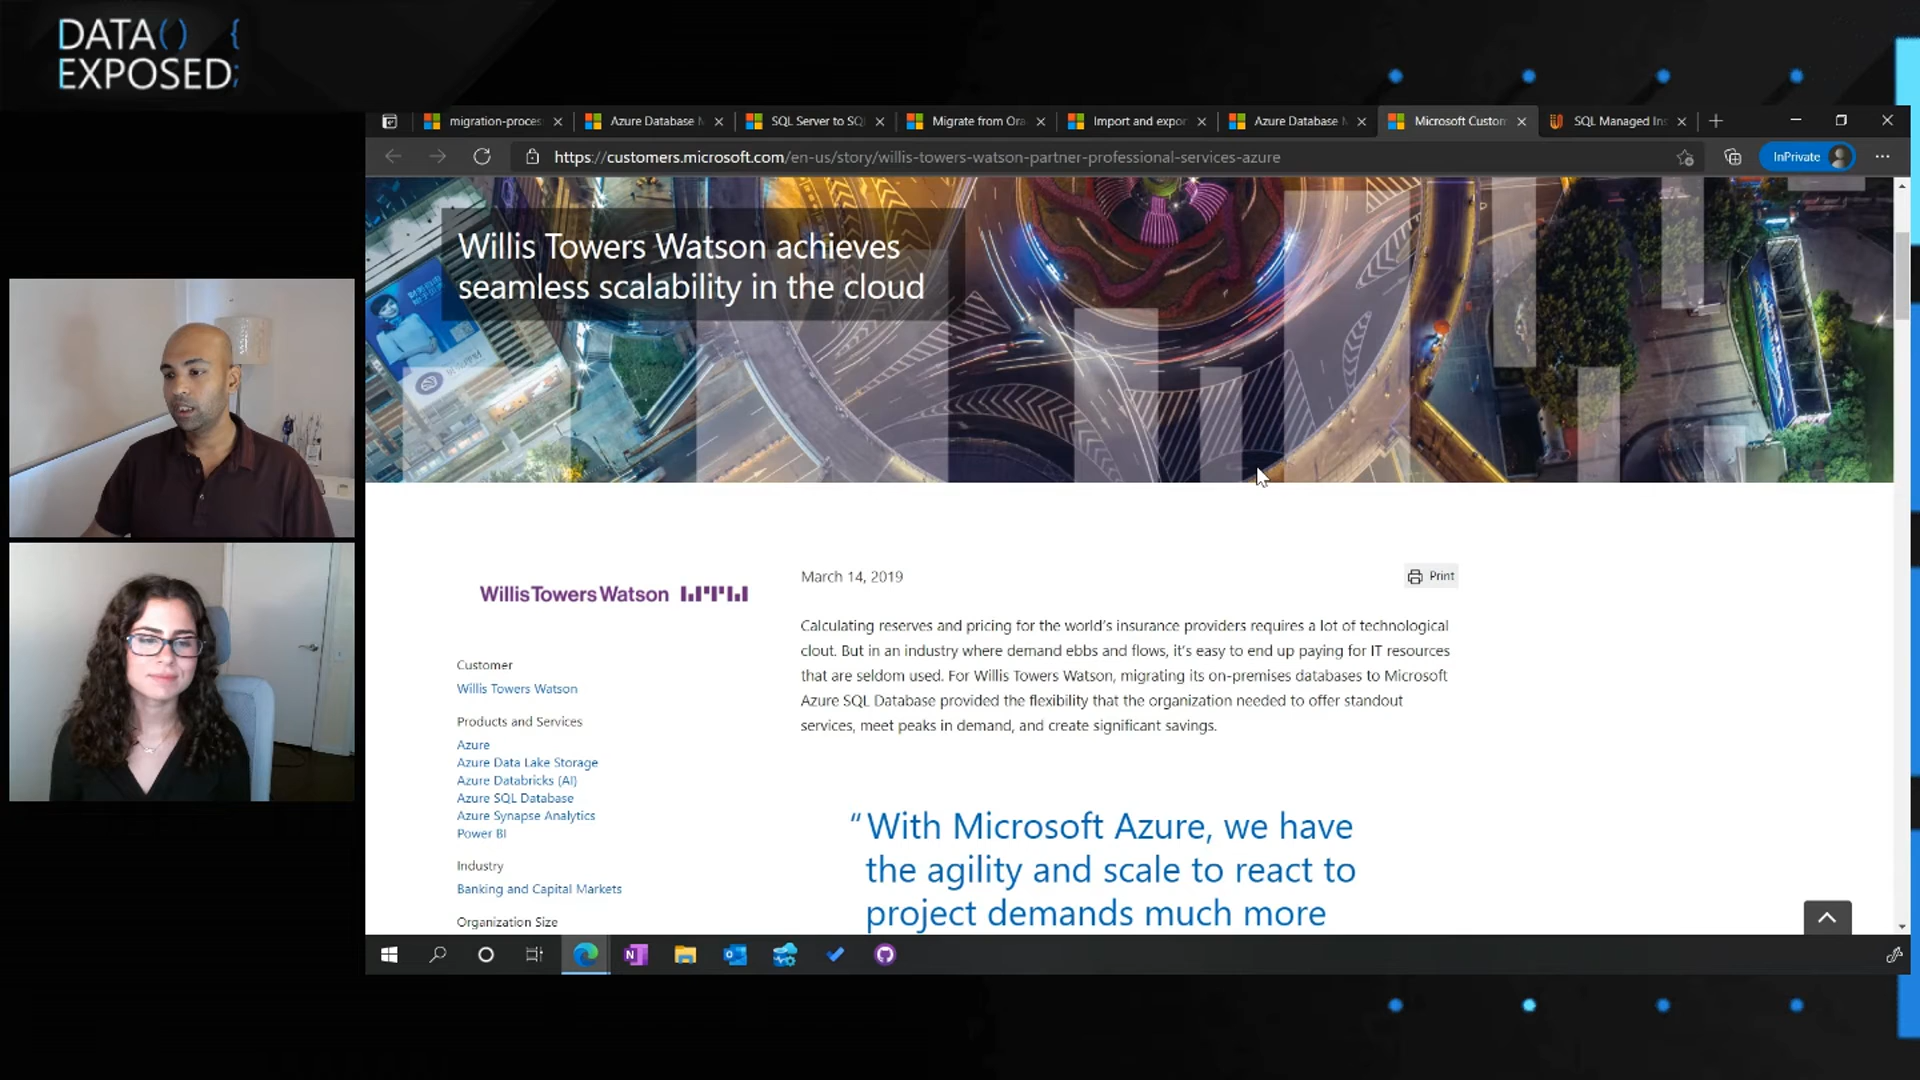 DATA() {
EXPOSED;
migration-proces
Azure Database M
SQL Server to SQ
Migrate from Ora
Import and expor
Azure Database M
Microsoft Custom
SQL Managed Ins
https://customers.microsoft.com/en-us/story/willis-towers-watson-partner-professional-services-azure
InPrivate
Willis Towers Watson achieves
seamless scalability in the cloud
WillisTowersWatson
March 14, 2019
Print
Calculating reserves and pricing for the world's insurance providers requires a lot of technological
clout. But in an industry where demand ebbs and flows, it's easy to end up paying for IT resources
that are seldom used. For Willis Towers Watson, migrating its on-premises databases to Microsoft
Azure SQL Database provided the flexibility that the organization needed to offer standout
services, meet peaks in demand, and create significant savings.
Customer
Willis Towers Watson
Products and Services
Azure
Azure Data Lake Storage
Azure Databricks (AI)
Azure SQL Database
Azure Synapse Analytics
Power BI
Industry
Banking and Capital Markets
Organization Size
“With Microsoft Azure, we have
the agility and scale to react to
project demands much more